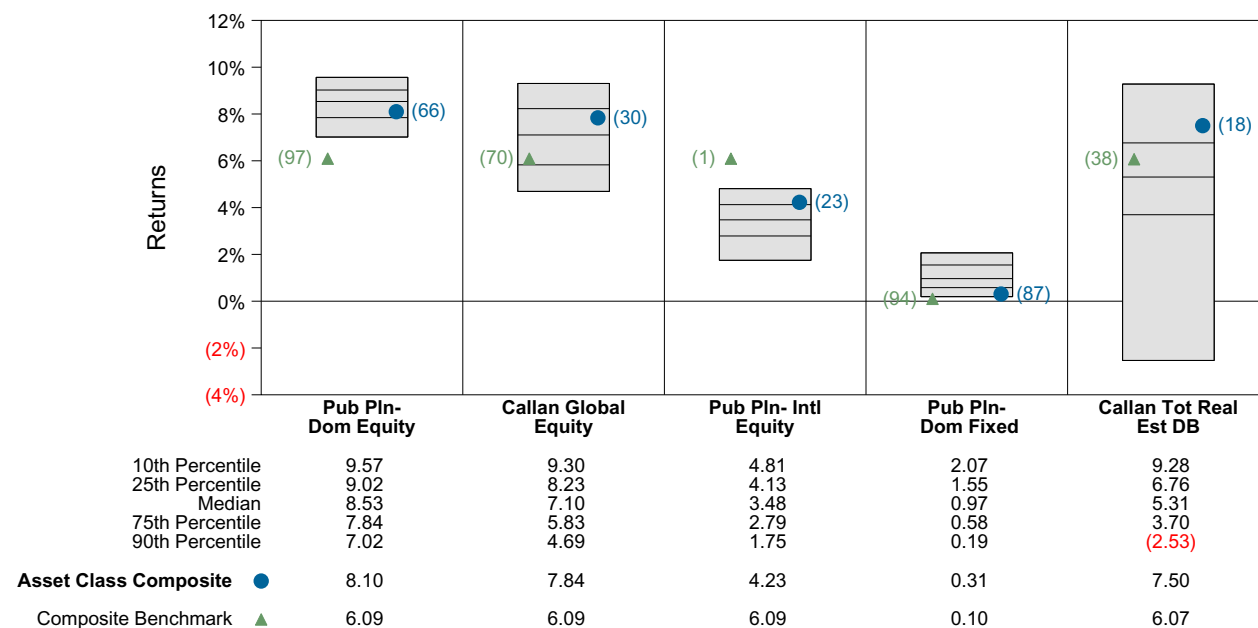 12%
10%
8%
6%
4%
2%
0%
(2%)
(4%)
Returns
(97)
(66)
(70)
(30)
(1)
(23)
(94)
(87)
(38)
(18)
Pub Pln-
Dom Equity
Callan Global
Equity
Pub Pln- Intl
Equity
Pub Pln-
Dom Fixed
Callan Tot Real
Est DB
10th Percentile 9.57 9.30 4.81 2.07 9.28
25th Percentile 9.02 8.23 4.13 1.55 6.76
Median 8.53 7.10 3.48 0.97 5.31
75th Percentile 7.84 5.83 2.79 0.58 3.70
90th Percentile 7.02 4.69 1.75 0.19 (2.53)
Asset Class Composite 8.10 7.84 4.23 0.31 7.50
Composite Benchmark 6.09 6.09 6.09 0.10 6.07